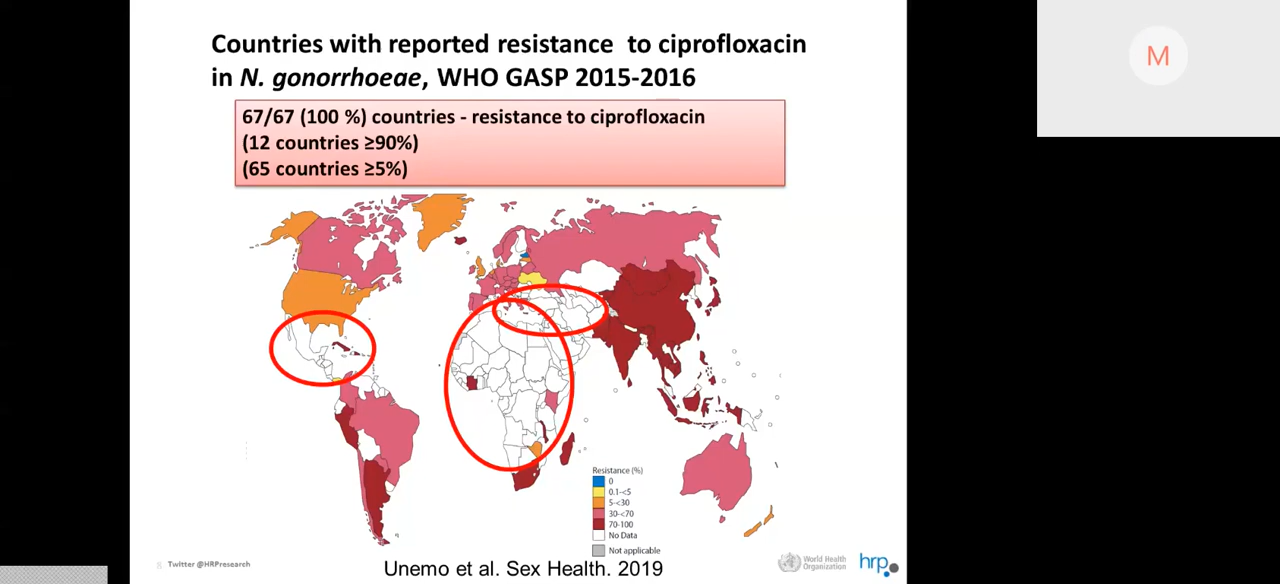 Countries with reported resistance to ciprofloxacin
in N. gonorrhoeae, WHO GASP 2015-2016
67/67 (100 %) countries - resistance to ciprofloxacin
(12 countries ≥90%)
(65 countries ≥5%)
M
Resistance (%)
0
0.1-<5
5-<30
30-<70
70-100
No Data
Not applicable
8 Twitter @HRPresearch
Unemo et al. Sex Health. 2019
World Health
Organization
hrp